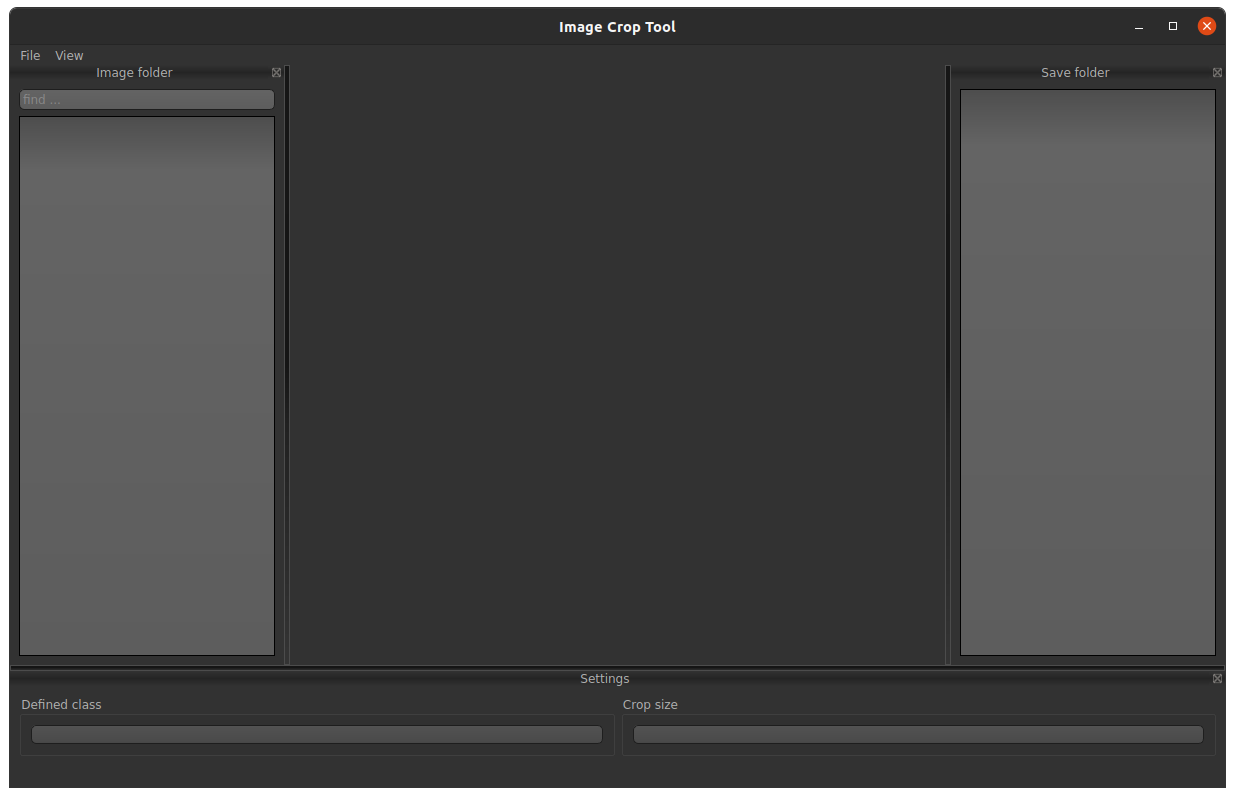 Image Crop Tool
File View
Image folder
Save folder
find ...
Settings
Defined class
Crop size